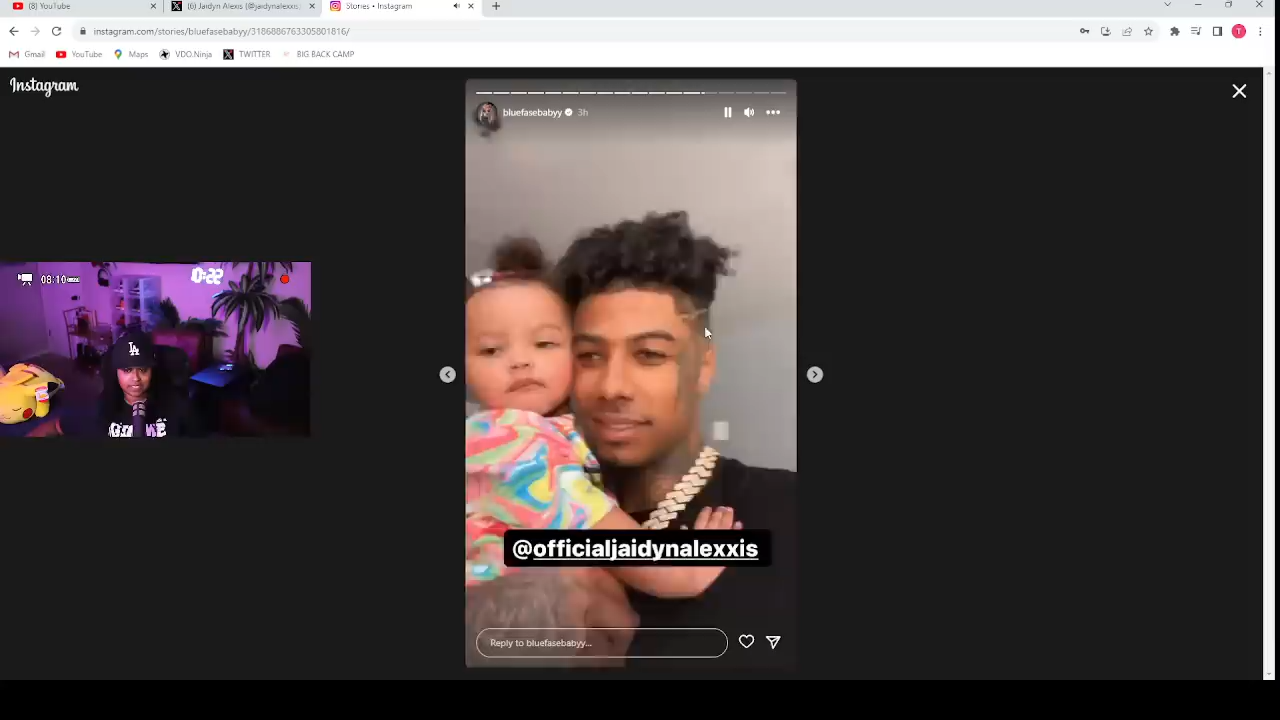 (8) YouTube
(6) Jaidyn Alexis (@jaidynalexxis
Stories • Instagram
instagram.com/stories/bluefasebabyy/3186886763305801816/
Gmail
YouTube
Maps
VDO.Ninja
TWITTER
BIG BACK CAMP
T
Instagram
bluefasebabyy
3h
08:10
0:22
LA
@officialjaidynalexxis
Reply to bluefasebabyy...